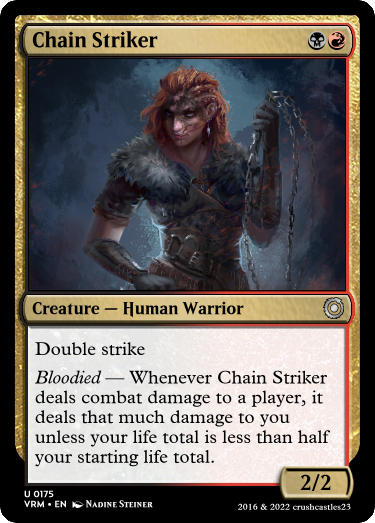 Chain Striker
Creature — Human Warrior
Double strike
Bloodied — Whenever Chain Striker
deals combat damage to a player, it
deals that much damage to you
unless your life total is less than half
your starting life total.
2/2
U 0175
VRM • EN Nadine Steiner
2016 & 2022 crushcastles23